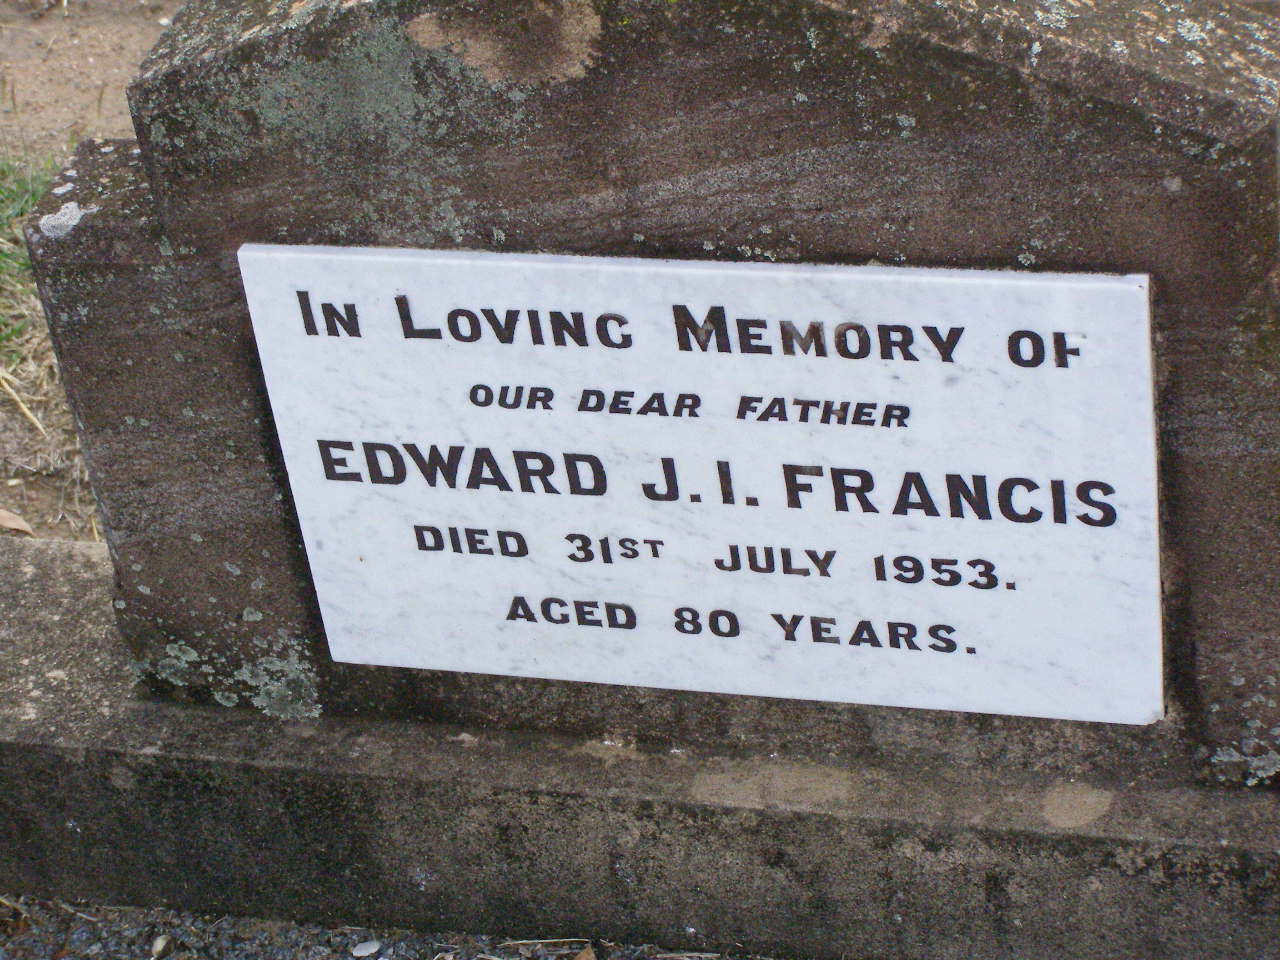 IN LOVING MEMORY OF
OUR DEAR FATHER
EDWARD J.I. FRANCIS
DIED 31ST JULY 1953.
AGED 80 YEARS.